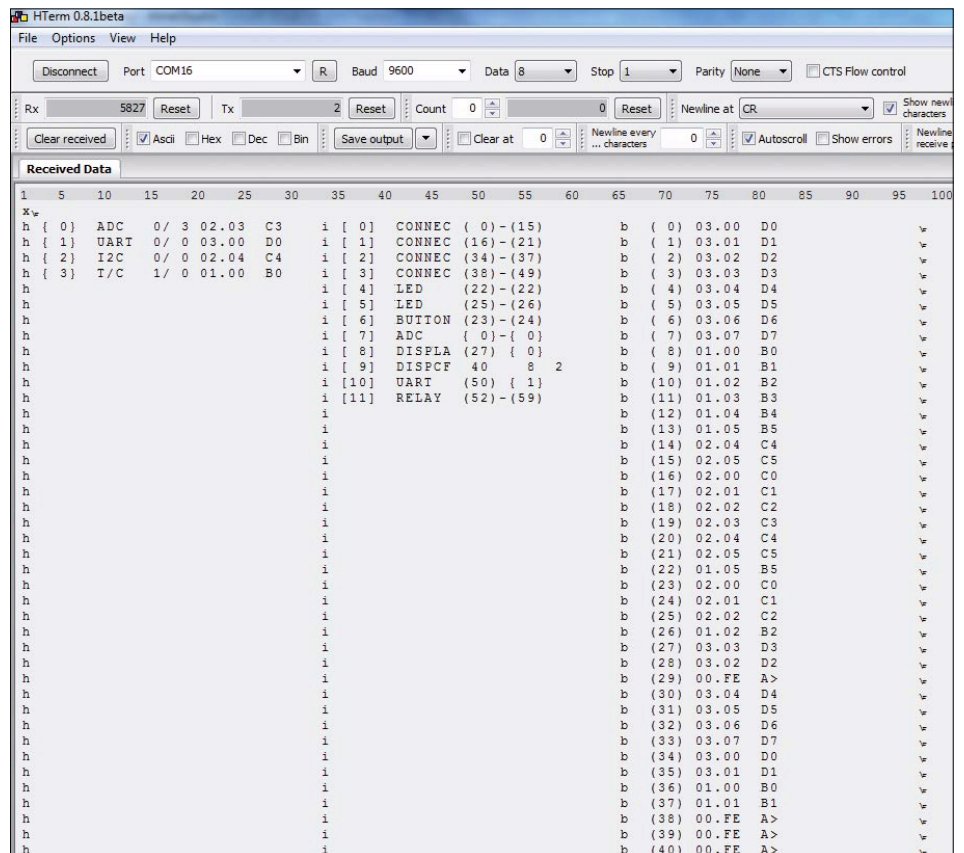 HTerm 0.8.1beta
File Options View Help
Disconnect Port COM16 R Baud 9600 Data 8 Stop 1 Parity None CTS Flow control
Rx 5827 Reset Tx 2 Reset Count 0 0 Reset Newline at CR Show newl
characters
Clear received Ascii Hex Dec Bin Save output Clear at 0 Newline every
... characters 0 Autoscroll Show errors Newline
receive p
Received Data
1 5 10 15 20 25 30 35 40 45 50 55 60 65 70 75 80 85 90 95 100
x\r
h { 0} ADC 0/ 3 02.03 C3 i [ 0] CONNEC ( 0)-(15) b ( 0) 03.00 D0 \r
h { 1} UART 0/ 0 03.00 D0 i [ 1] CONNEC (16)-(21) b ( 1) 03.01 D1 \r
h { 2} I2C 0/ 0 02.04 C4 i [ 2] CONNEC (34)-(37) b ( 2) 03.02 D2 \r
h { 3} T/C 1/ 0 01.00 B0 i [ 3] CONNEC (38)-(49) b ( 3) 03.03 D3 \r
h i [ 4] LED (22)-(22) b ( 4) 03.04 D4 \r
h i [ 5] LED (25)-(26) b ( 5) 03.05 D5 \r
h i [ 6] BUTTON (23)-(24) b ( 6) 03.06 D6 \r
h i [ 7] ADC { 0}-{ 0} b ( 7) 03.07 D7 \r
h i [ 8] DISPLA (27) { 0} b ( 8) 01.00 B0 \r
h i [ 9] DISPCF 40 8 2 b ( 9) 01.01 B1 \r
h i [10] UART (50) { 1} b (10) 01.02 B2 \r
h i [11] RELAY (52)-(59) b (11) 01.03 B3 \r
h i b (12) 01.04 B4 \r
h i b (13) 01.05 B5 \r
h i b (14) 02.04 C4 \r
h i b (15) 02.05 C5 \r
h i b (16) 02.00 C0 \r
h i b (17) 02.01 C1 \r
h i b (18) 02.02 C2 \r
h i b (19) 02.03 C3 \r
h i b (20) 02.04 C4 \r
h i b (21) 02.05 C5 \r
h i b (22) 01.05 B5 \r
h i b (23) 02.00 C0 \r
h i b (24) 02.01 C1 \r
h i b (25) 02.02 C2 \r
h i b (26) 01.02 B2 \r
h i b (27) 03.03 D3 \r
h i b (28) 03.02 D2 \r
h i b (29) 00.FE A> \r
h i b (30) 03.04 D4 \r
h i b (31) 03.05 D5 \r
h i b (32) 03.06 D6 \r
h i b (33) 03.07 D7 \r
h i b (34) 03.00 D0 \r
h i b (35) 03.01 D1 \r
h i b (36) 01.00 B0 \r
h i b (37) 01.01 B1 \r
h i b (38) 00.FE A> \r
h i b (39) 00.FE A> \r
h i b (40) 00.FE A> \r